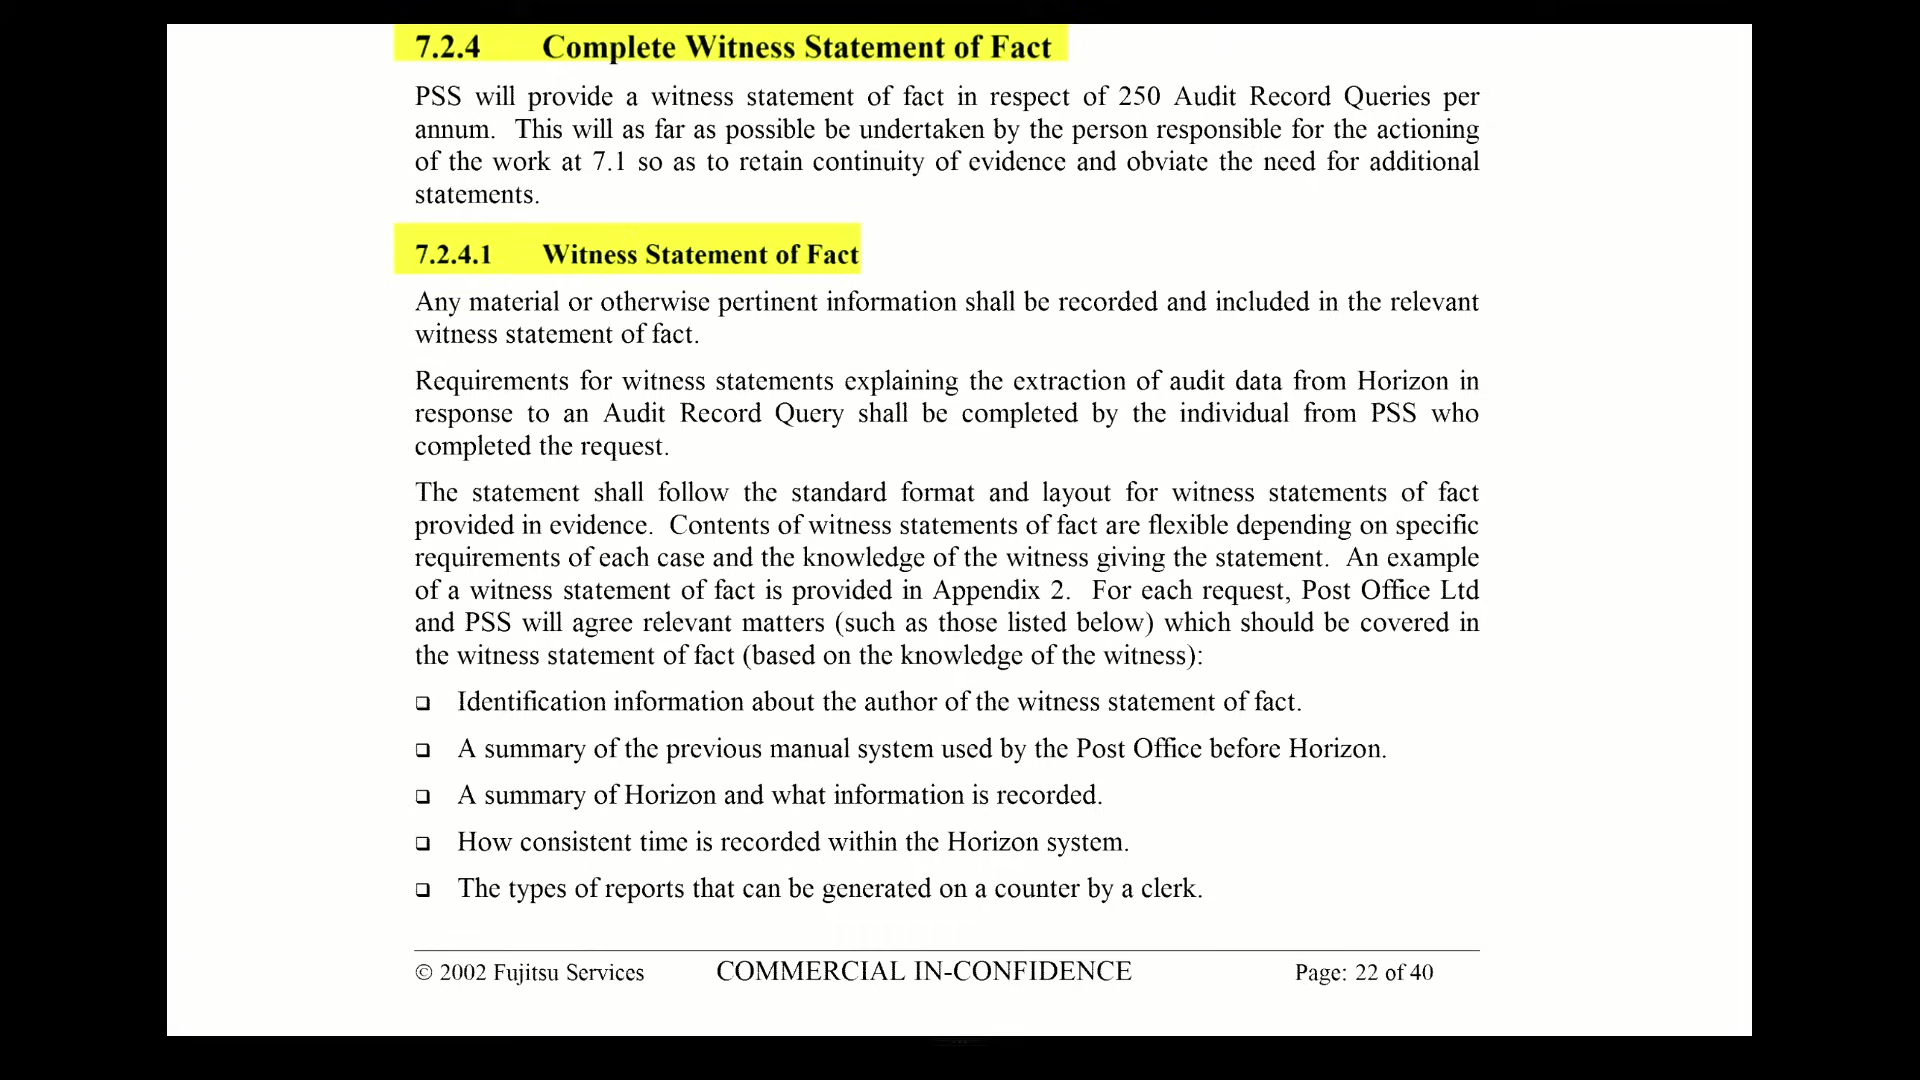 7.2.4 Complete Witness Statement of Fact
PSS will provide a witness statement of fact in respect of 250 Audit Record Queries per
annum. This will as far as possible be undertaken by the person responsible for the actioning
of the work at 7.1 so as to retain continuity of evidence and obviate the need for additional
statements.
7.2.4.1 Witness Statement of Fact
Any material or otherwise pertinent information shall be recorded and included in the relevant
witness statement of fact.
Requirements for witness statements explaining the extraction of audit data from Horizon in
response to an Audit Record Query shall be completed by the individual from PSS who
completed the request.
The statement shall follow the standard format and layout for witness statements of fact
provided in evidence. Contents of witness statements of fact are flexible depending on specific
requirements of each case and the knowledge of the witness giving the statement. An example
of a witness statement of fact is provided in Appendix 2. For each request, Post Office Ltd
and PSS will agree relevant matters (such as those listed below) which should be covered in
the witness statement of fact (based on the knowledge of the witness):
❑ Identification information about the author of the witness statement of fact.
❑ A summary of the previous manual system used by the Post Office before Horizon.
❑ A summary of Horizon and what information is recorded.
❑ How consistent time is recorded within the Horizon system.
❑ The types of reports that can be generated on a counter by a clerk.
© 2002 Fujitsu Services COMMERCIAL IN-CONFIDENCE Page: 22 of 40